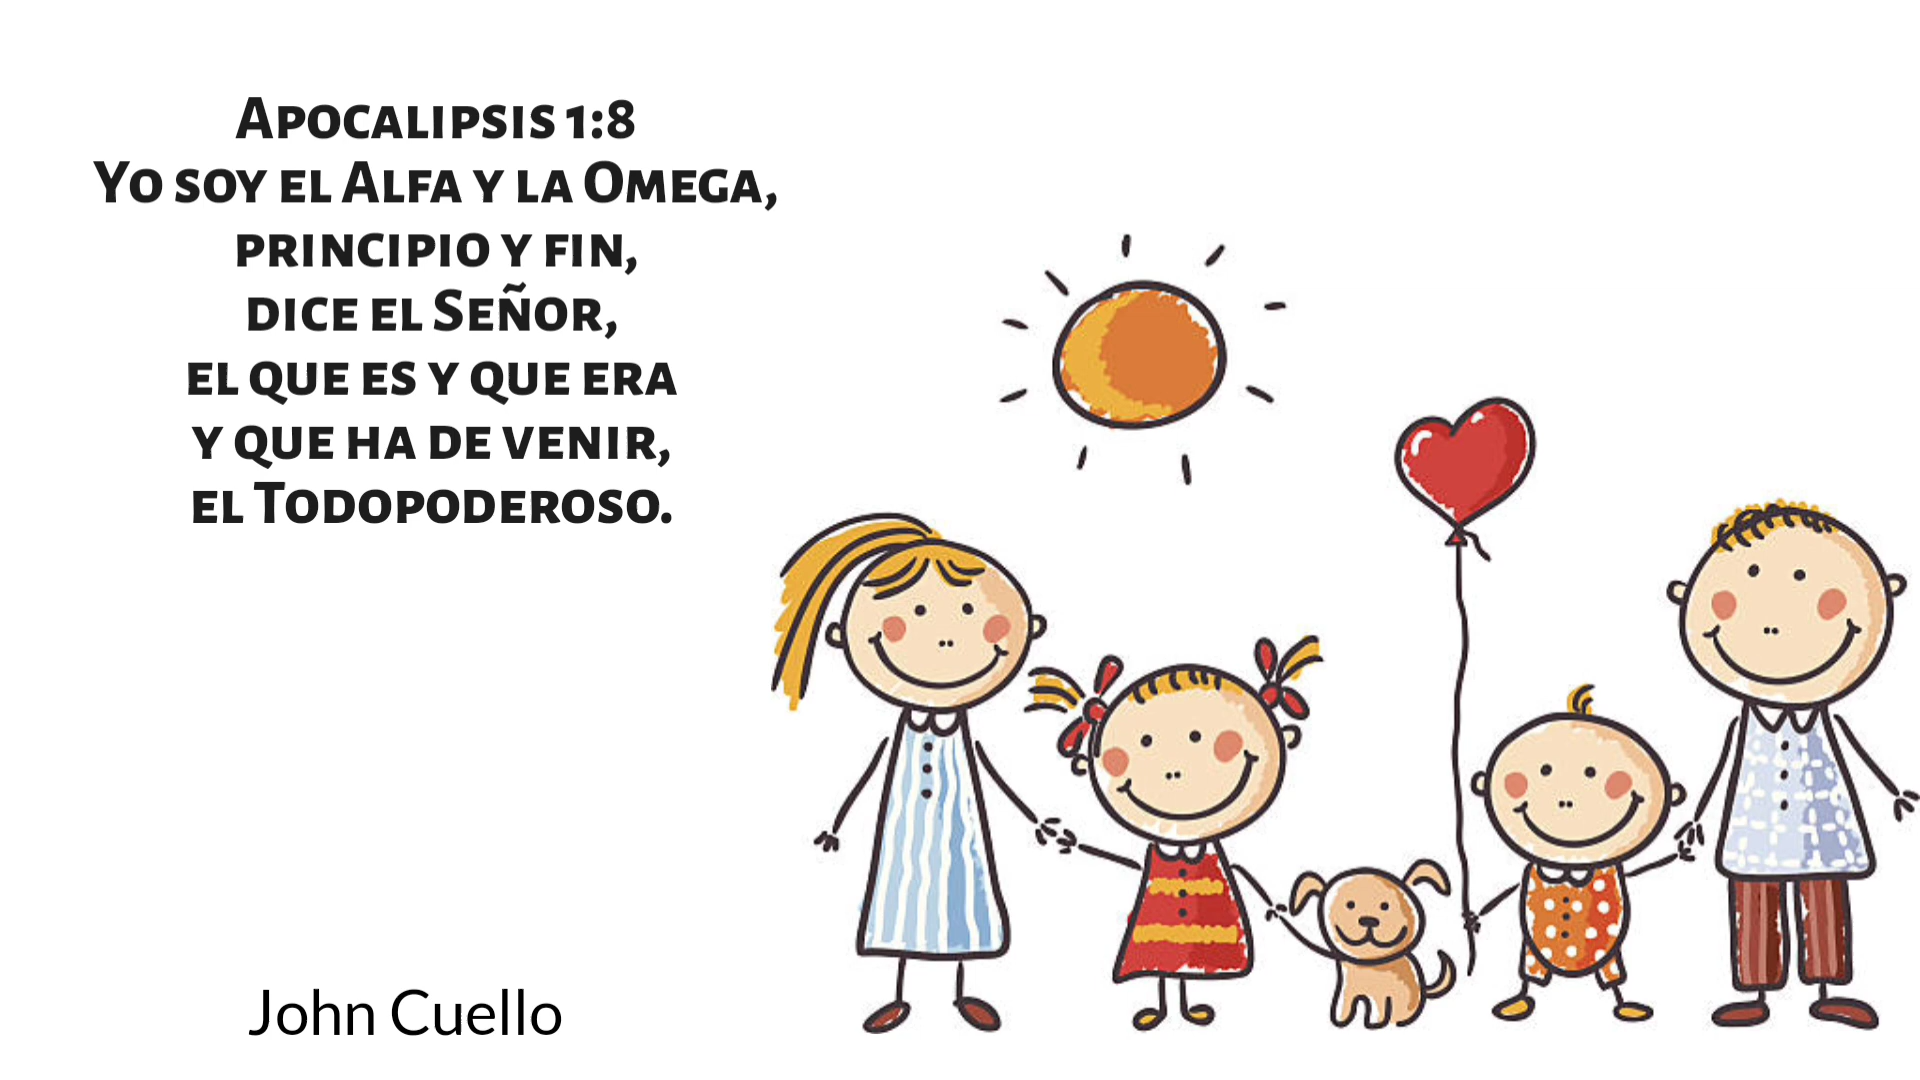 Apocalipsis 1:8
Yo soy el Alfa y la Omega,
principio y fin,
dice el Señor,
el que es y que era
y que ha de venir,
el Todopoderoso.
John Cuello